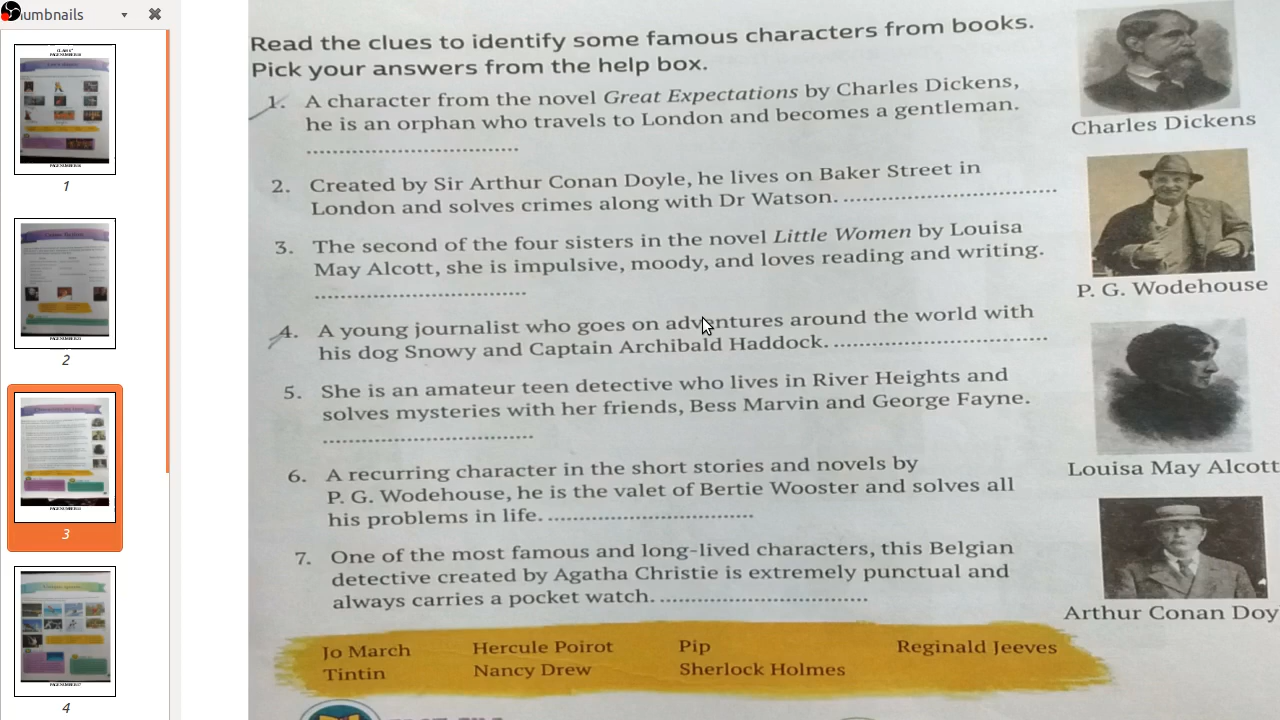 umbnails
1
2
3
4
Read the clues to identify some famous characters from books.
Pick your answers from the help box.
1. A character from the novel Great Expectations by Charles Dickens,
he is an orphan who travels to London and becomes a gentleman.
..............................
2. Created by Sir Arthur Conan Doyle, he lives on Baker Street in
London and solves crimes along with Dr Watson. ..............................
3. The second of the four sisters in the novel Little Women by Louisa
May Alcott, she is impulsive, moody, and loves reading and writing.
..............................
4. A young journalist who goes on adventures around the world with
his dog Snowy and Captain Archibald Haddock. ..............................
5. She is an amateur teen detective who lives in River Heights and
solves mysteries with her friends, Bess Marvin and George Fayne.
..............................
6. A recurring character in the short stories and novels by
P. G. Wodehouse, he is the valet of Bertie Wooster and solves all
his problems in life. ..............................
7. One of the most famous and long-lived characters, this Belgian
detective created by Agatha Christie is extremely punctual and
always carries a pocket watch. ..............................
Charles Dickens
P. G. Wodehouse
Louisa May Alcott
Arthur Conan Doy
Jo March Hercule Poirot Pip Reginald Jeeves
Tintin Nancy Drew Sherlock Holmes